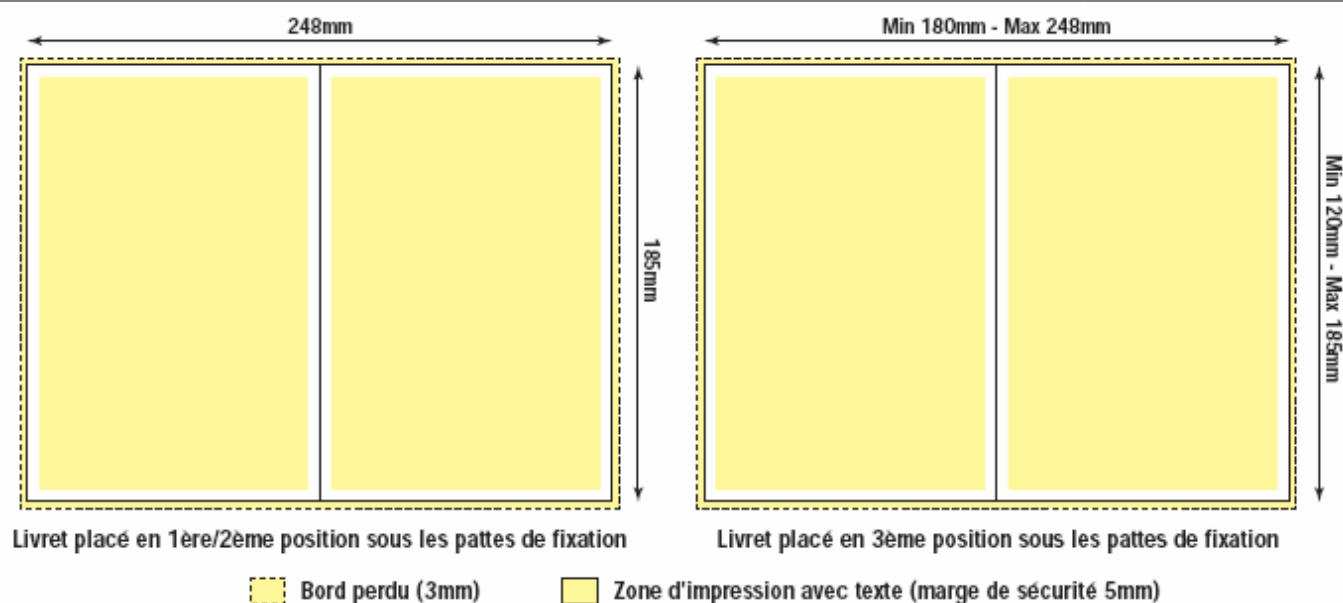 248mm
Min 180mm - Max 248mm
185mm
Min 120mm - Max 185mm
Livret placé en 1ère/2ème position sous les pattes de fixation
Livret placé en 3ème position sous les pattes de fixation
Bord perdu (3mm)
Zone d'impression avec texte (marge de sécurité 5mm)